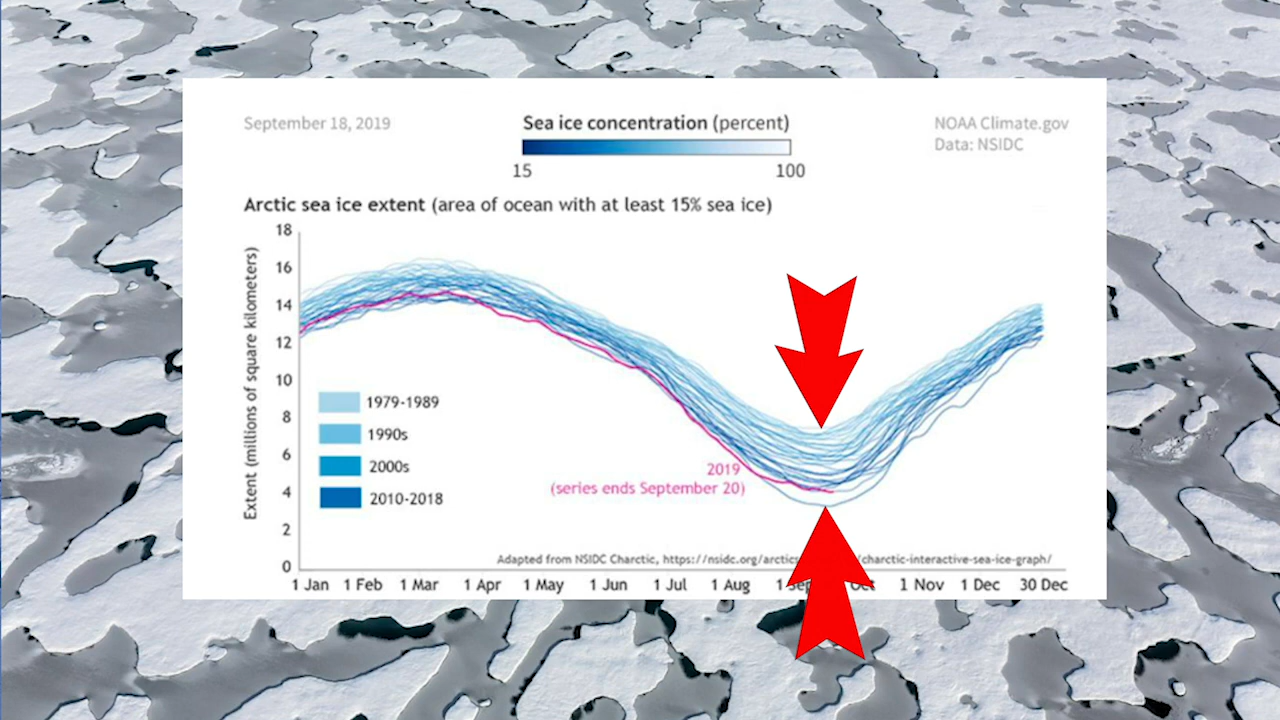 September 18, 2019
Sea ice concentration (percent)
15 100
NOAA Climate.gov
Data: NSIDC
Arctic sea ice extent (area of ocean with at least 15% sea ice)
Extent (millions of square kilometers)
18
16
14
12
10
8
6
4
2
0
1979-1989
1990s
2000s
2010-2018
2019
(series ends September 20)
Adapted from NSIDC Charctic, https://nsidc.org/arctics /charctic-interactive-sea-ice-graph/
1 Jan 1 Feb 1 Mar 1 Apr 1 May 1 Jun 1 Jul 1 Aug 1 Sep Oct 1 Nov 1 Dec 30 Dec